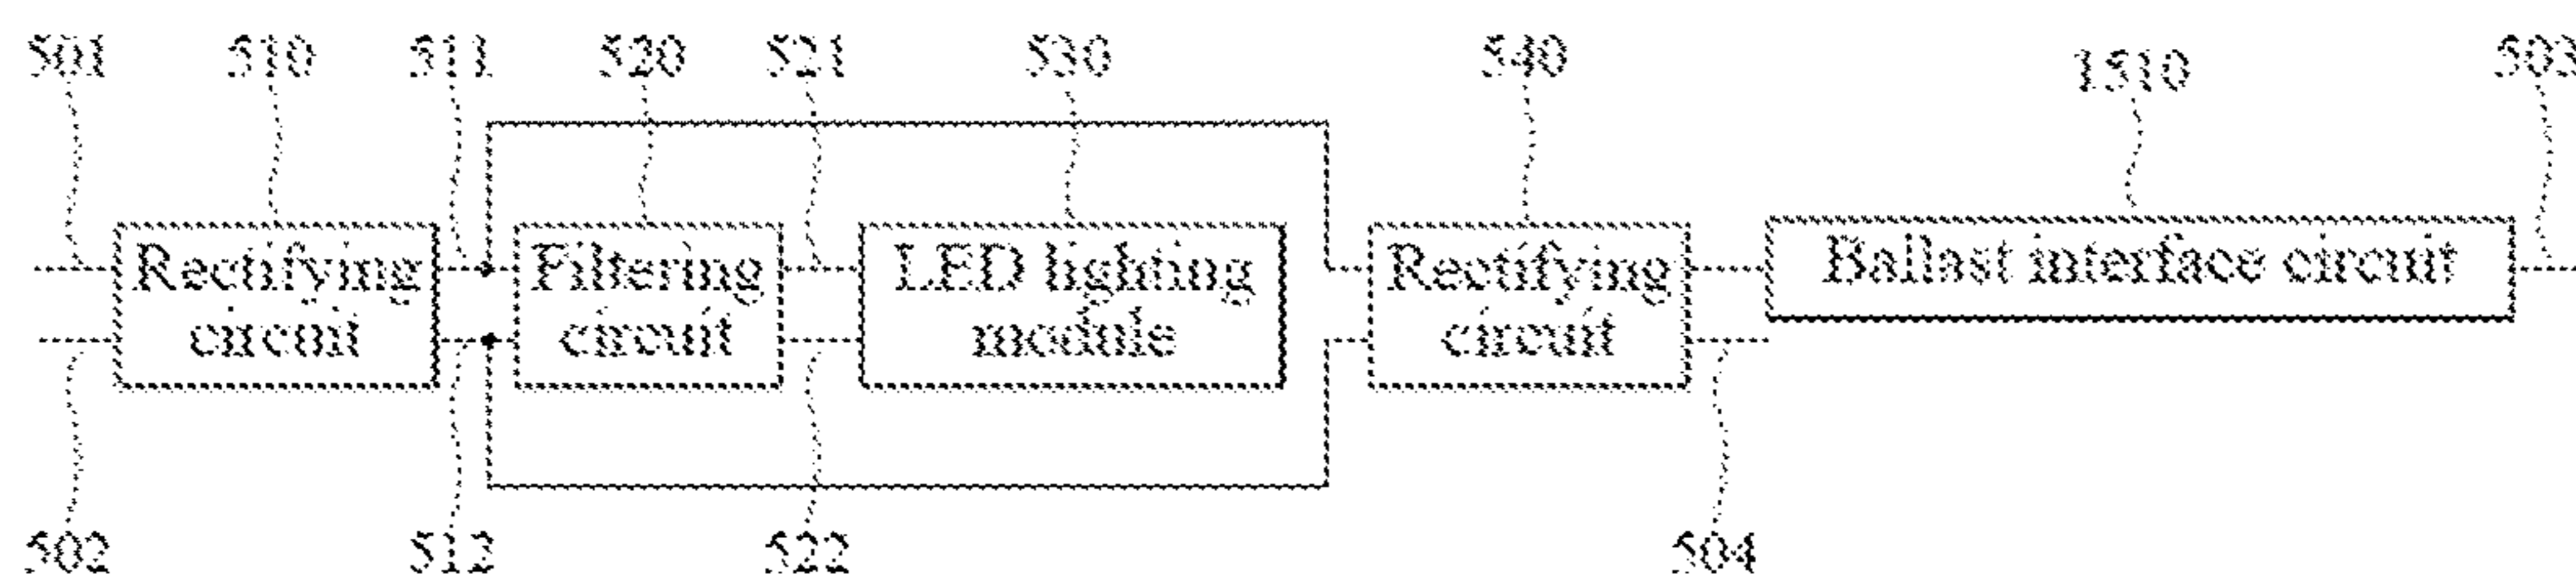 501 510 511 520 521 530 540 1510 503
Rectifying circuit
Filtering circuit
LED lighting module
Rectifying circuit
Ballast interface circuit
502 512 522 504